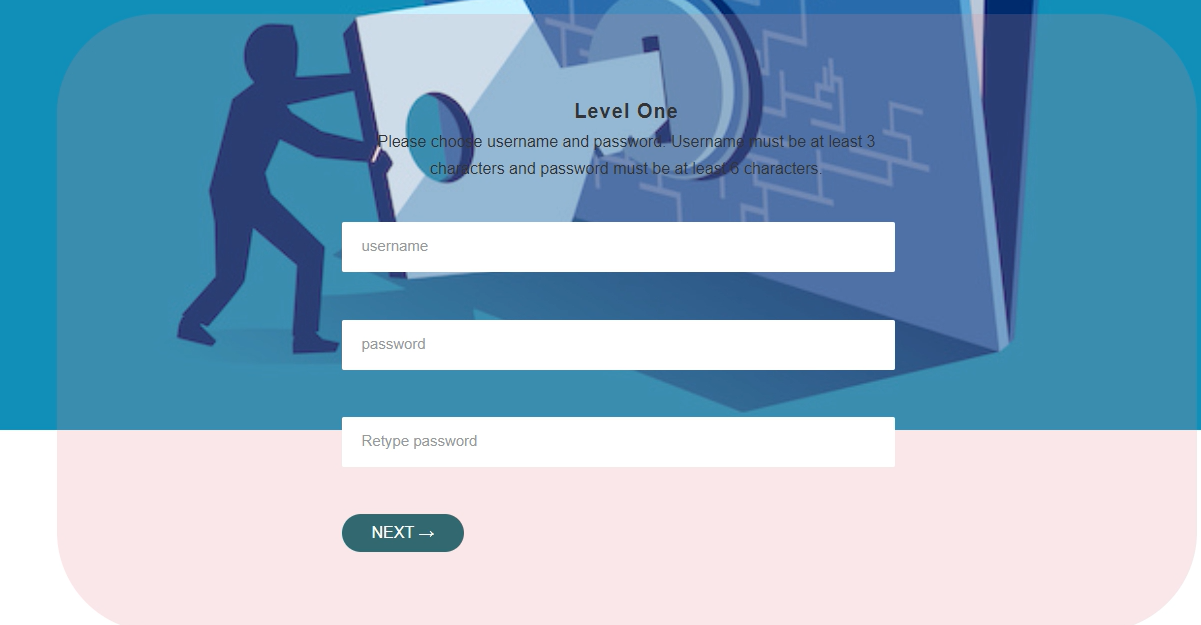 Level One
Please choose username and password. Username must be at least 3
characters and password must be at least 6 characters.
username
password
Retype password
NEXT →